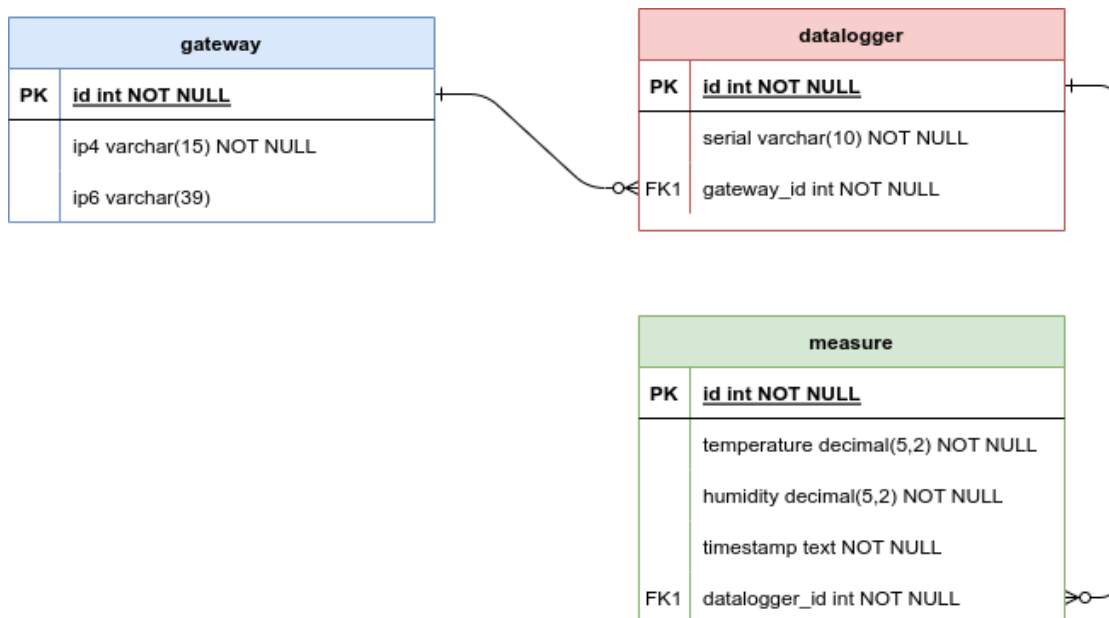 gateway
PK id int NOT NULL
ip4 varchar(15) NOT NULL
ip6 varchar(39)
datalogger
PK id int NOT NULL
serial varchar(10) NOT NULL
FK1 gateway_id int NOT NULL
measure
PK id int NOT NULL
temperature decimal(5,2) NOT NULL
humidity decimal(5,2) NOT NULL
timestamp text NOT NULL
FK1 datalogger_id int NOT NULL